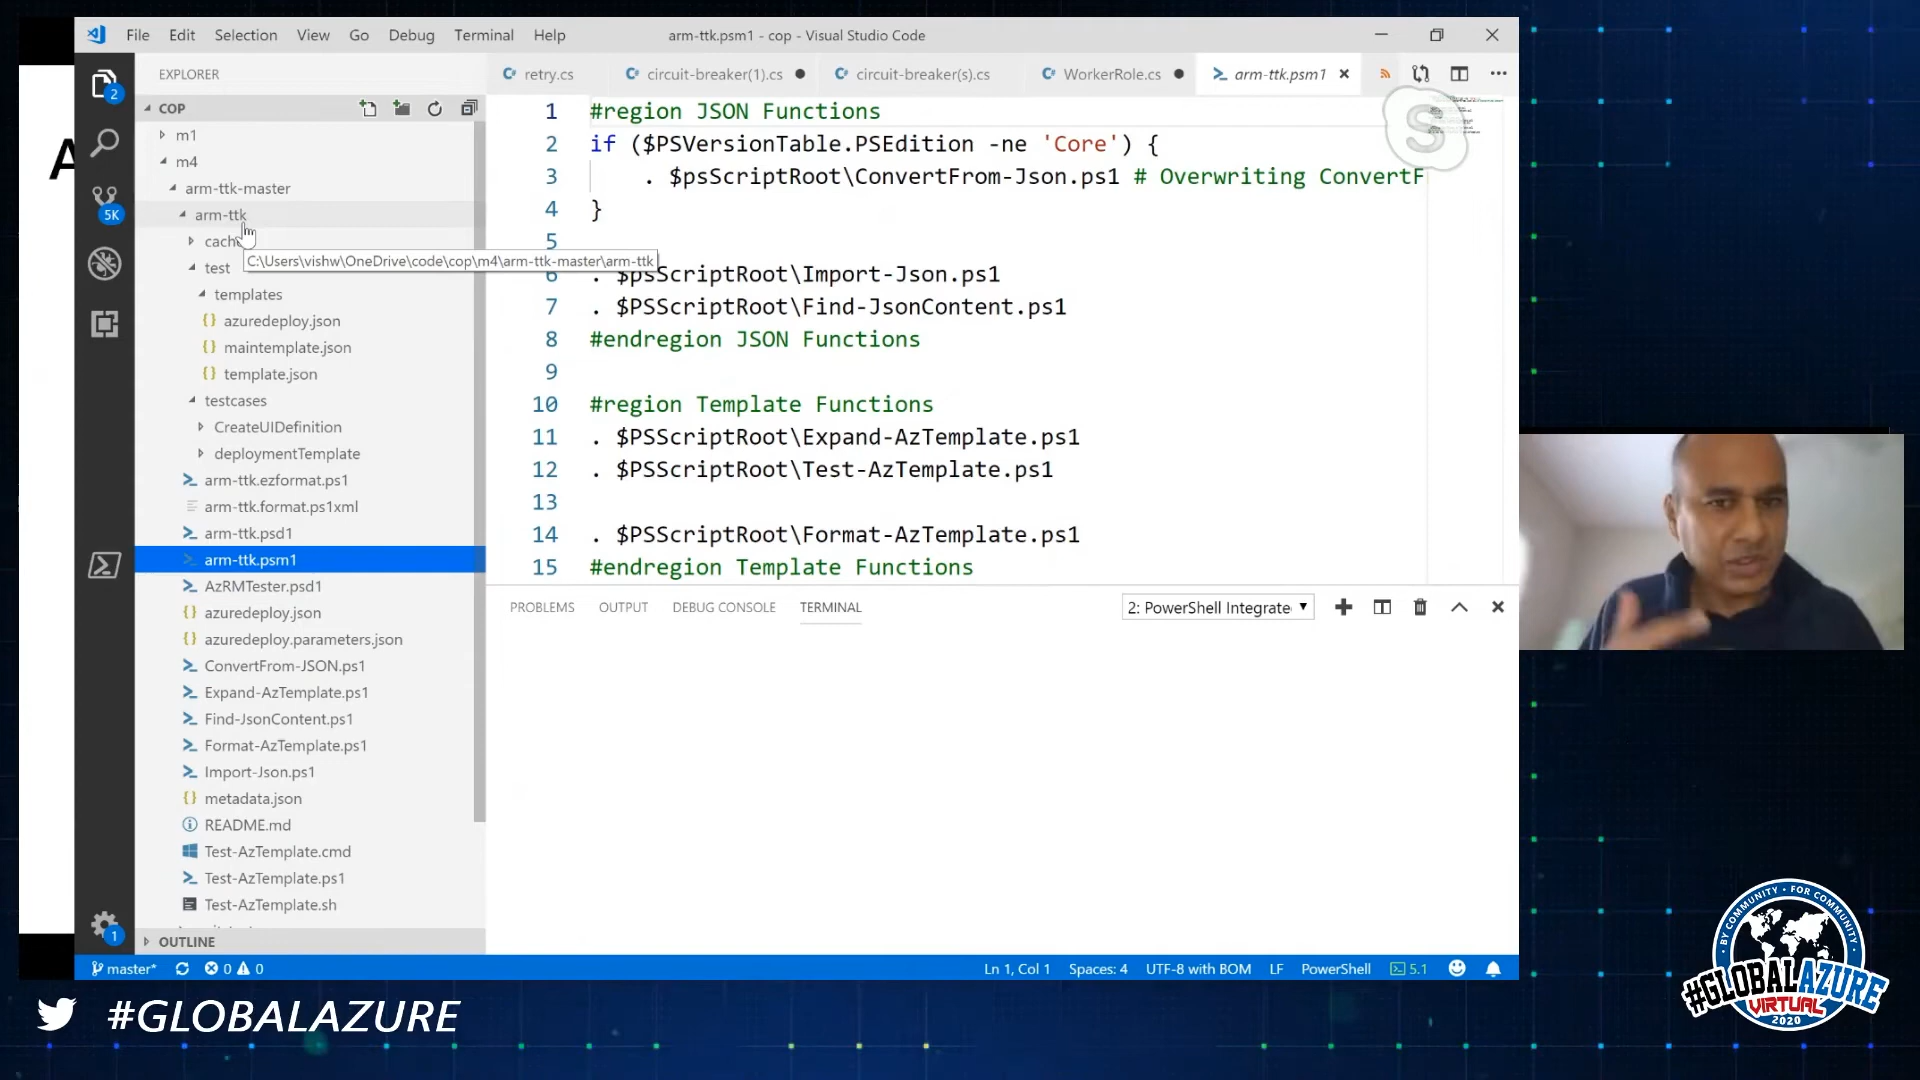 File Edit Selection View Go Debug Terminal Help
arm-ttk.psm1 - cop - Visual Studio Code
EXPLORER
retry.cs
circuit-breaker(1).cs
circuit-breaker(s).cs
WorkerRole.cs
arm-ttk.psm1
2
COP
m1
m4
arm-ttk-master
5K
arm-ttk
C:\Users\vishw\OneDrive\code\cop\m4\arm-ttk-master\arm-ttk
test
templates
azuredeploy.json
maintemplate.json
template.json
testcases
CreateUIDefinition
deploymentTemplate
arm-ttk.ezformat.ps1
arm-ttk.format.ps1xml
arm-ttk.psd1
arm-ttk.psm1
AzRMTester.psd1
azuredeploy.json
azuredeploy.parameters.json
ConvertFrom-JSON.ps1
Expand-AzTemplate.ps1
Find-JsonContent.ps1
Format-AzTemplate.ps1
Import-Json.ps1
metadata.json
README.md
Test-AzTemplate.cmd
Test-AzTemplate.ps1
Test-AzTemplate.sh
1
OUTLINE
1 #region JSON Functions
2 if ($PSVersionTable.PSEdition -ne 'Core') {
3 . $psScriptRoot\ConvertFrom-Json.ps1 # Overwriting ConvertF
4 }
5
6 . $psScriptRoot\Import-Json.ps1
7 . $PSScriptRoot\Find-JsonContent.ps1
8 #endregion JSON Functions
9
10 #region Template Functions
11 . $PSScriptRoot\Expand-AzTemplate.ps1
12 . $PSScriptRoot\Test-AzTemplate.ps1
13
14 . $PSScriptRoot\Format-AzTemplate.ps1
15 #endregion Template Functions
PROBLEMS OUTPUT DEBUG CONSOLE TERMINAL
2: PowerShell Integrate
master* 0 0
Ln 1, Col 1 Spaces: 4 UTF-8 with BOM LF PowerShell 5.1
#GLOBALAZURE
BY COMMUNITY • FOR COMMUNITY
#GLOBALAZURE
VIRTUAL
2020